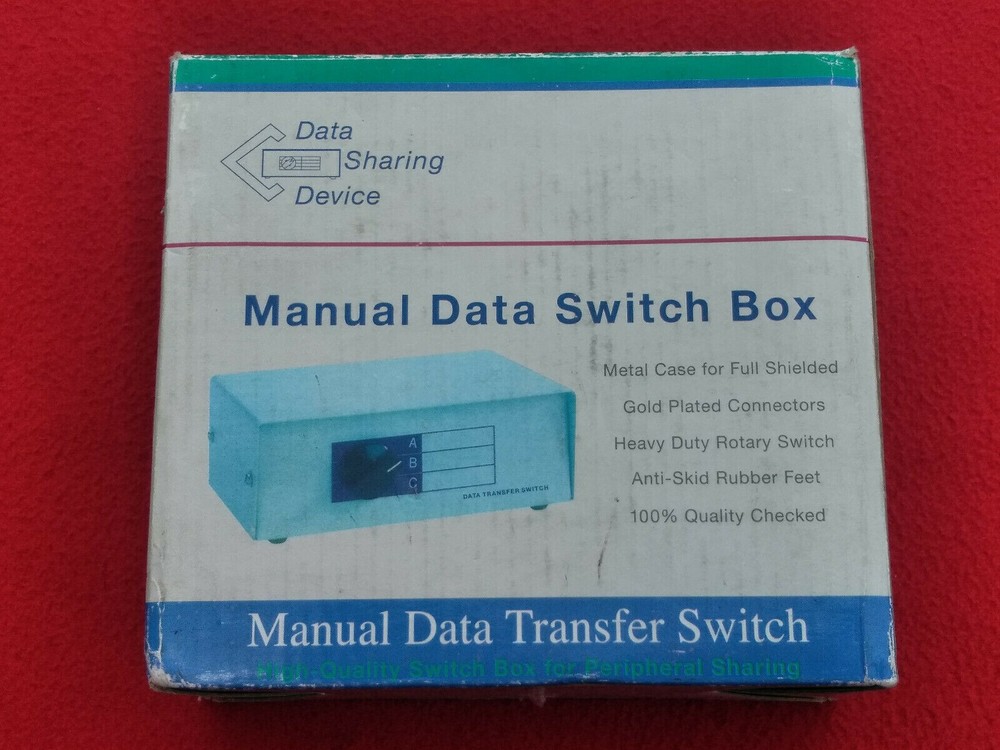 Data
Sharing
Device
Manual Data Switch Box
Metal Case for Full Shielded
Gold Plated Connectors
Heavy Duty Rotary Switch
Anti-Skid Rubber Feet
100% Quality Checked
A
B
C
DATA TRANSFER SWITCH
Manual Data Transfer Switch
High-Quality Switch Box for Peripheral Sharing